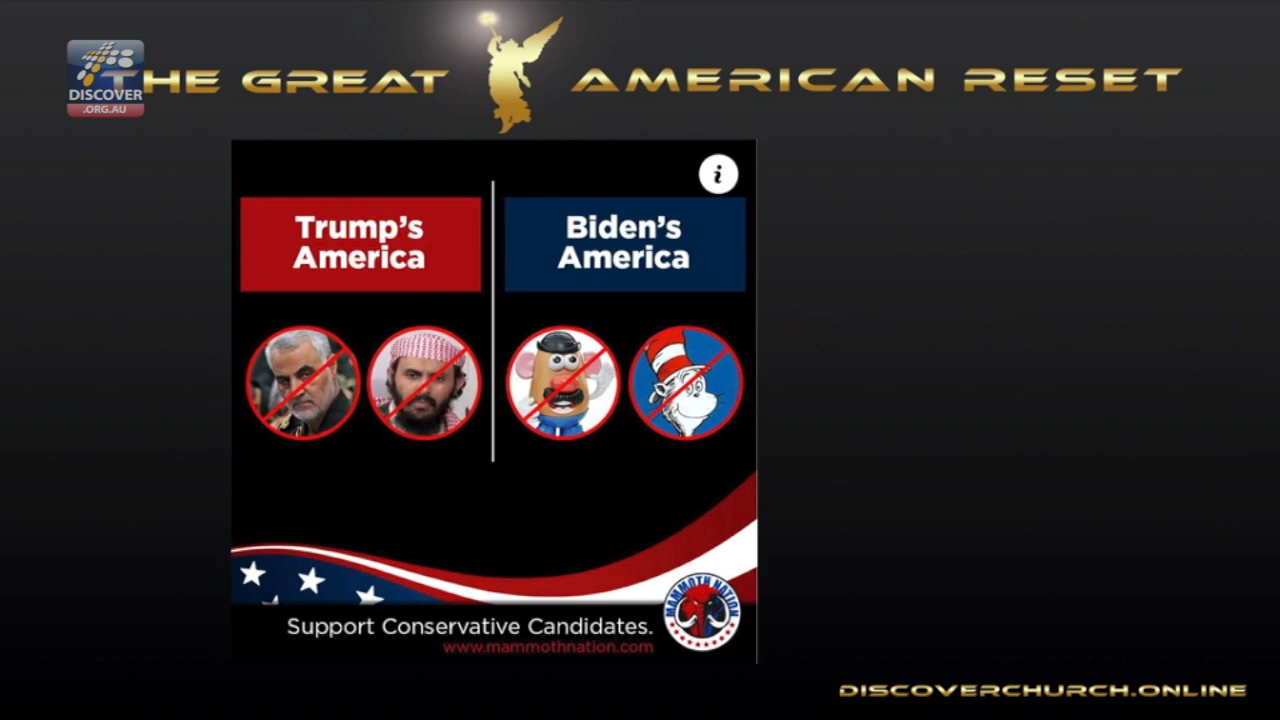 THE GREAT AMERICAN RESET
DISCOVER
.ORG.AU
i
Trump's
America
Biden's
America
MAMMOTH NATION
Support Conservative Candidates.
www.mammothnation.com
DISCOVERCHURCH.ONLINE